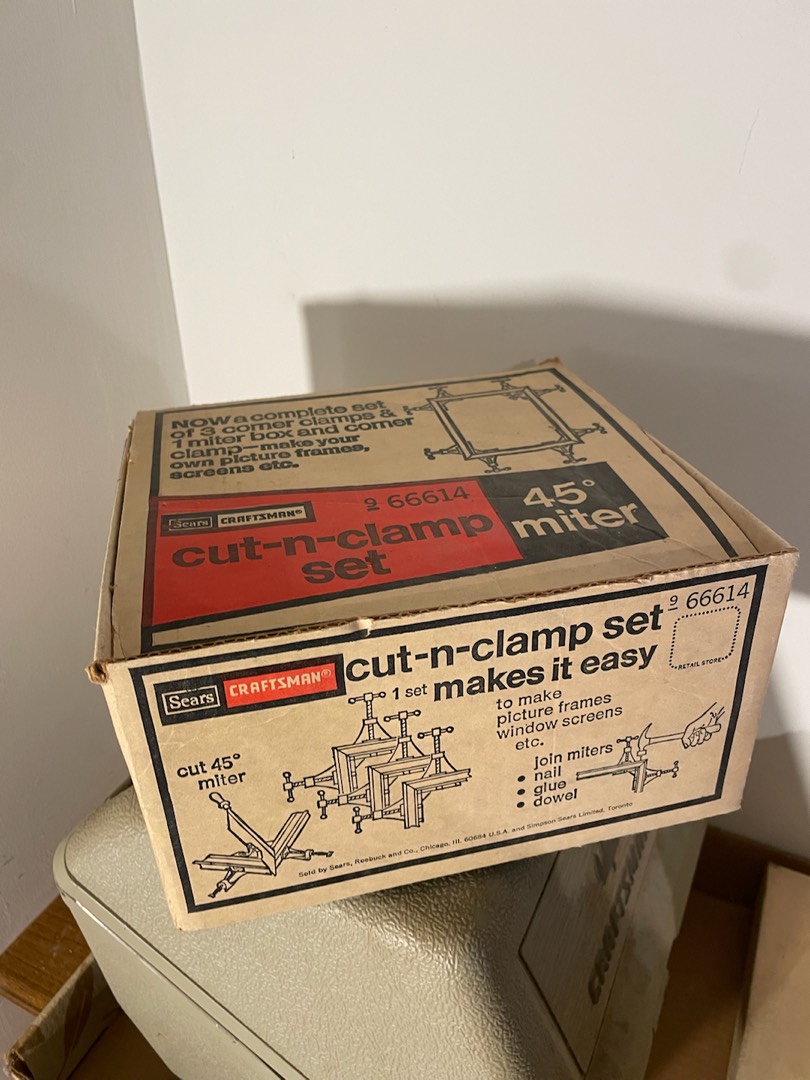 NOW a complete set
of 3 corner clamps &
1 miter box and corner
clamp—make your
own picture frames,
screens etc.
Sears CRAFTSMAN®
9 66614
cut-n-clamp
set
45°
miter
Sears CRAFTSMAN®
cut-n-clamp set
9 66614
1 set makes it easy
RETAIL STORE
to make
picture frames
window screens
etc.
cut 45°
miter
join miters
• nail
• glue
• dowel
Sold by Sears, Roebuck and Co., Chicago, Ill. 60684 U.S.A. and Simpson Sears Limited, Toronto
CRAFTSMAN